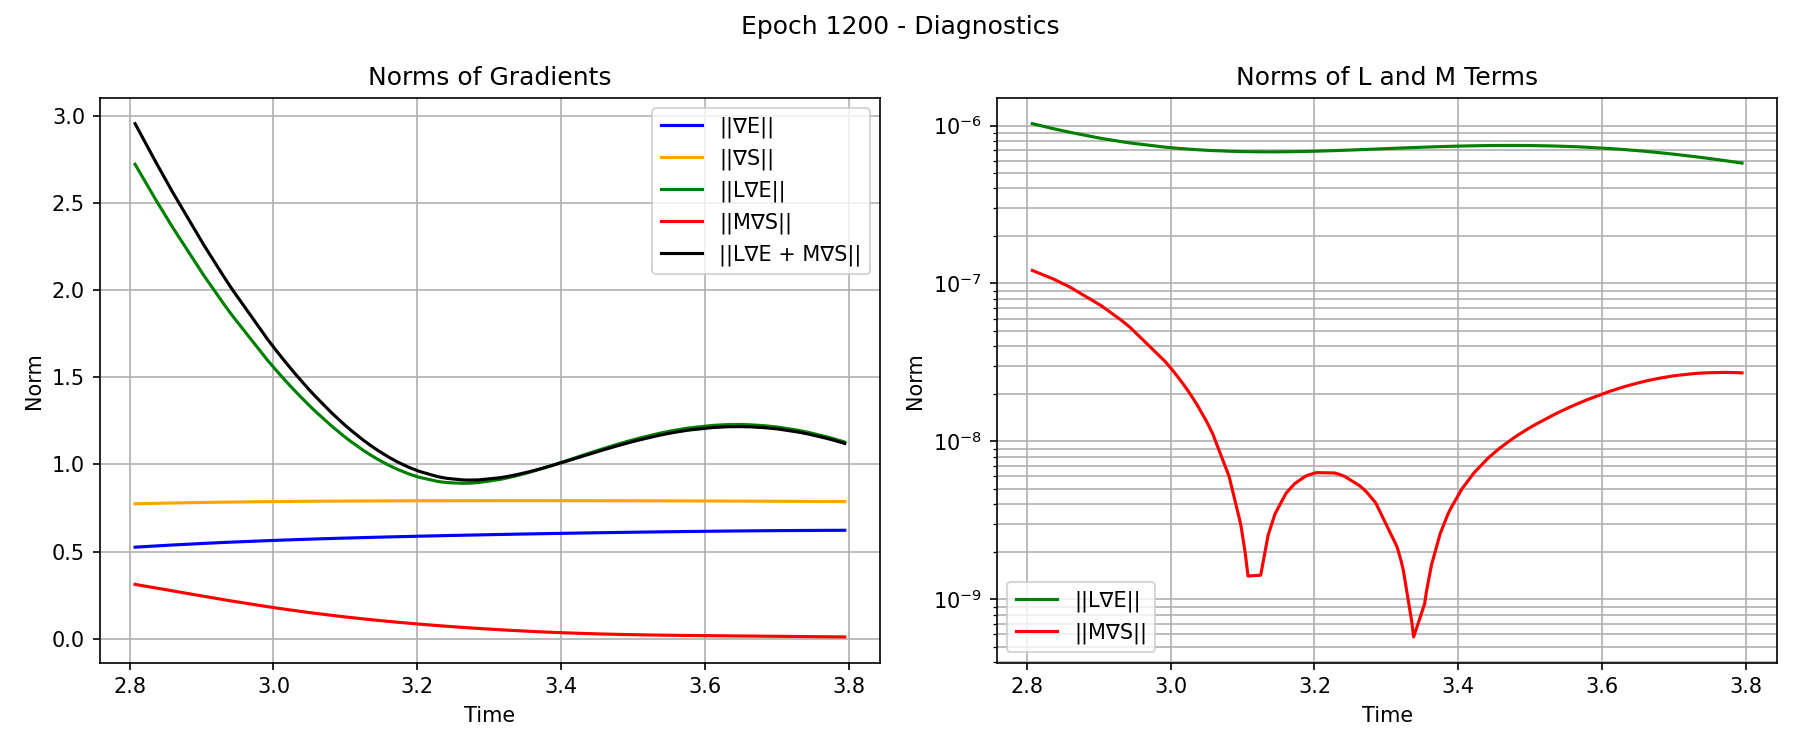 Epoch 1200 - Diagnostics
Norms of Gradients
Norm
3.0
2.5
2.0
1.5
1.0
0.5
0.0
||∇E||
||∇S||
||L∇E||
||M∇S||
||L∇E + M∇S||
2.8 3.0 3.2 3.4 3.6 3.8
Time
Norms of L and M Terms
Norm
10⁻⁶
10⁻⁷
10⁻⁸
10⁻⁹
||L∇E||
||M∇S||
2.8 3.0 3.2 3.4 3.6 3.8
Time